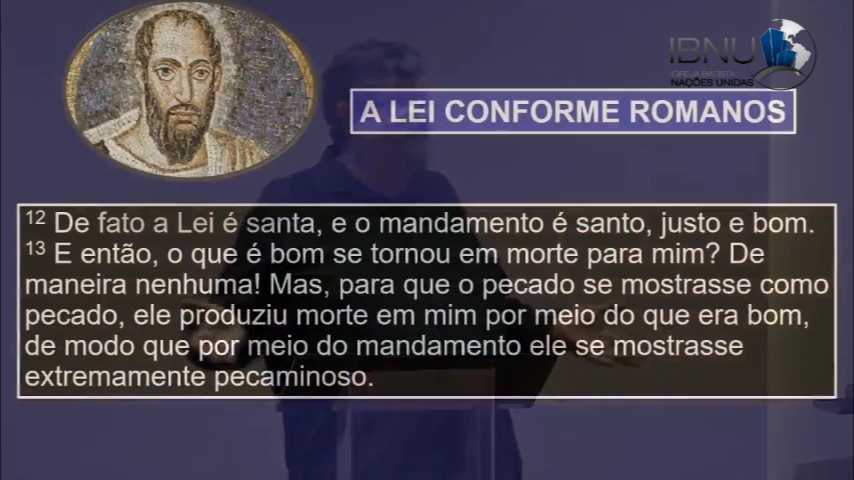 IBNU
IGREJA BATISTA
NAÇÕES UNIDAS
A LEI CONFORME ROMANOS
12 De fato a Lei é santa, e o mandamento é santo, justo e bom.
13 E então, o que é bom se tornou em morte para mim? De
maneira nenhuma! Mas, para que o pecado se mostrasse como
pecado, ele produziu morte em mim por meio do que era bom,
de modo que por meio do mandamento ele se mostrasse
extremamente pecaminoso.